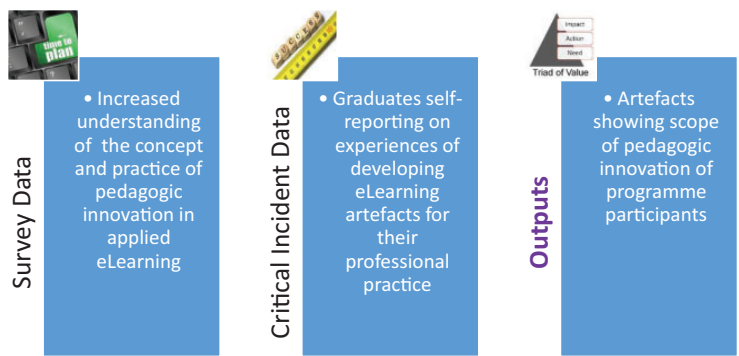 time to
plan
Survey Data
• Increased
understanding
of the concept
and practice of
pedagogic
innovation in
applied
eLearning
SUCCESS
Critical Incident Data
• Graduates self-
reporting on
experiences of
developing
eLearning
artefacts for
their
professional
practice
Impact
Action
Need
Triad of Value
Outputs
• Artefacts
showing scope
of pedagogic
innovation of
programme
participants